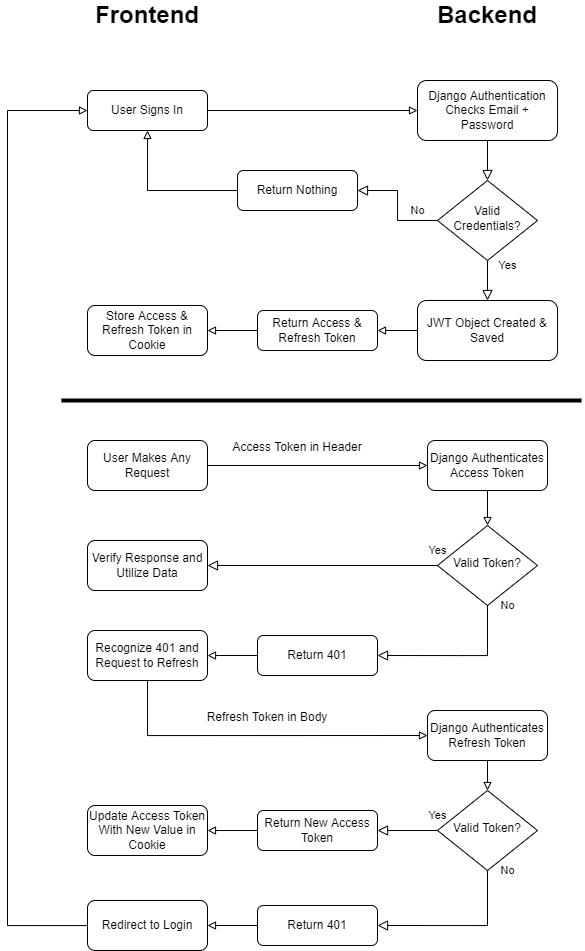 Frontend
Backend
User Signs In
Django Authentication
Checks Email +
Password
Return Nothing
No
Valid
Credentials?
Yes
Store Access &
Refresh Token in
Cookie
Return Access &
Refresh Token
JWT Object Created &
Saved
User Makes Any
Request
Access Token in Header
Django Authenticates
Access Token
Verify Response and
Utilize Data
Yes
Valid Token?
No
Recognize 401 and
Request to Refresh
Return 401
Refresh Token in Body
Django Authenticates
Refresh Token
Update Access Token
With New Value in
Cookie
Return New Access
Token
Yes
Valid Token?
No
Redirect to Login
Return 401